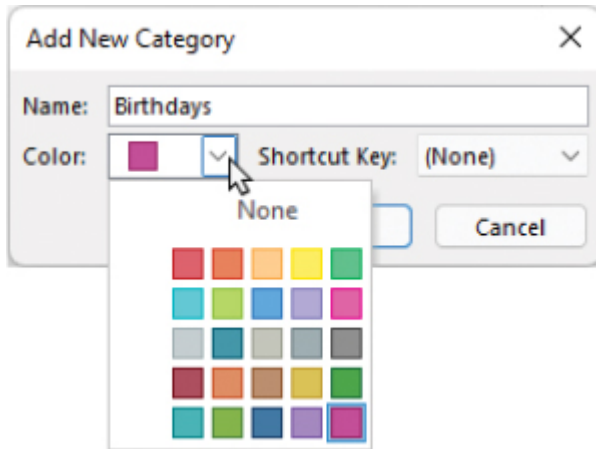 Add New Category
Name: Birthdays
Color: Shortcut Key: (None)
None
Cancel